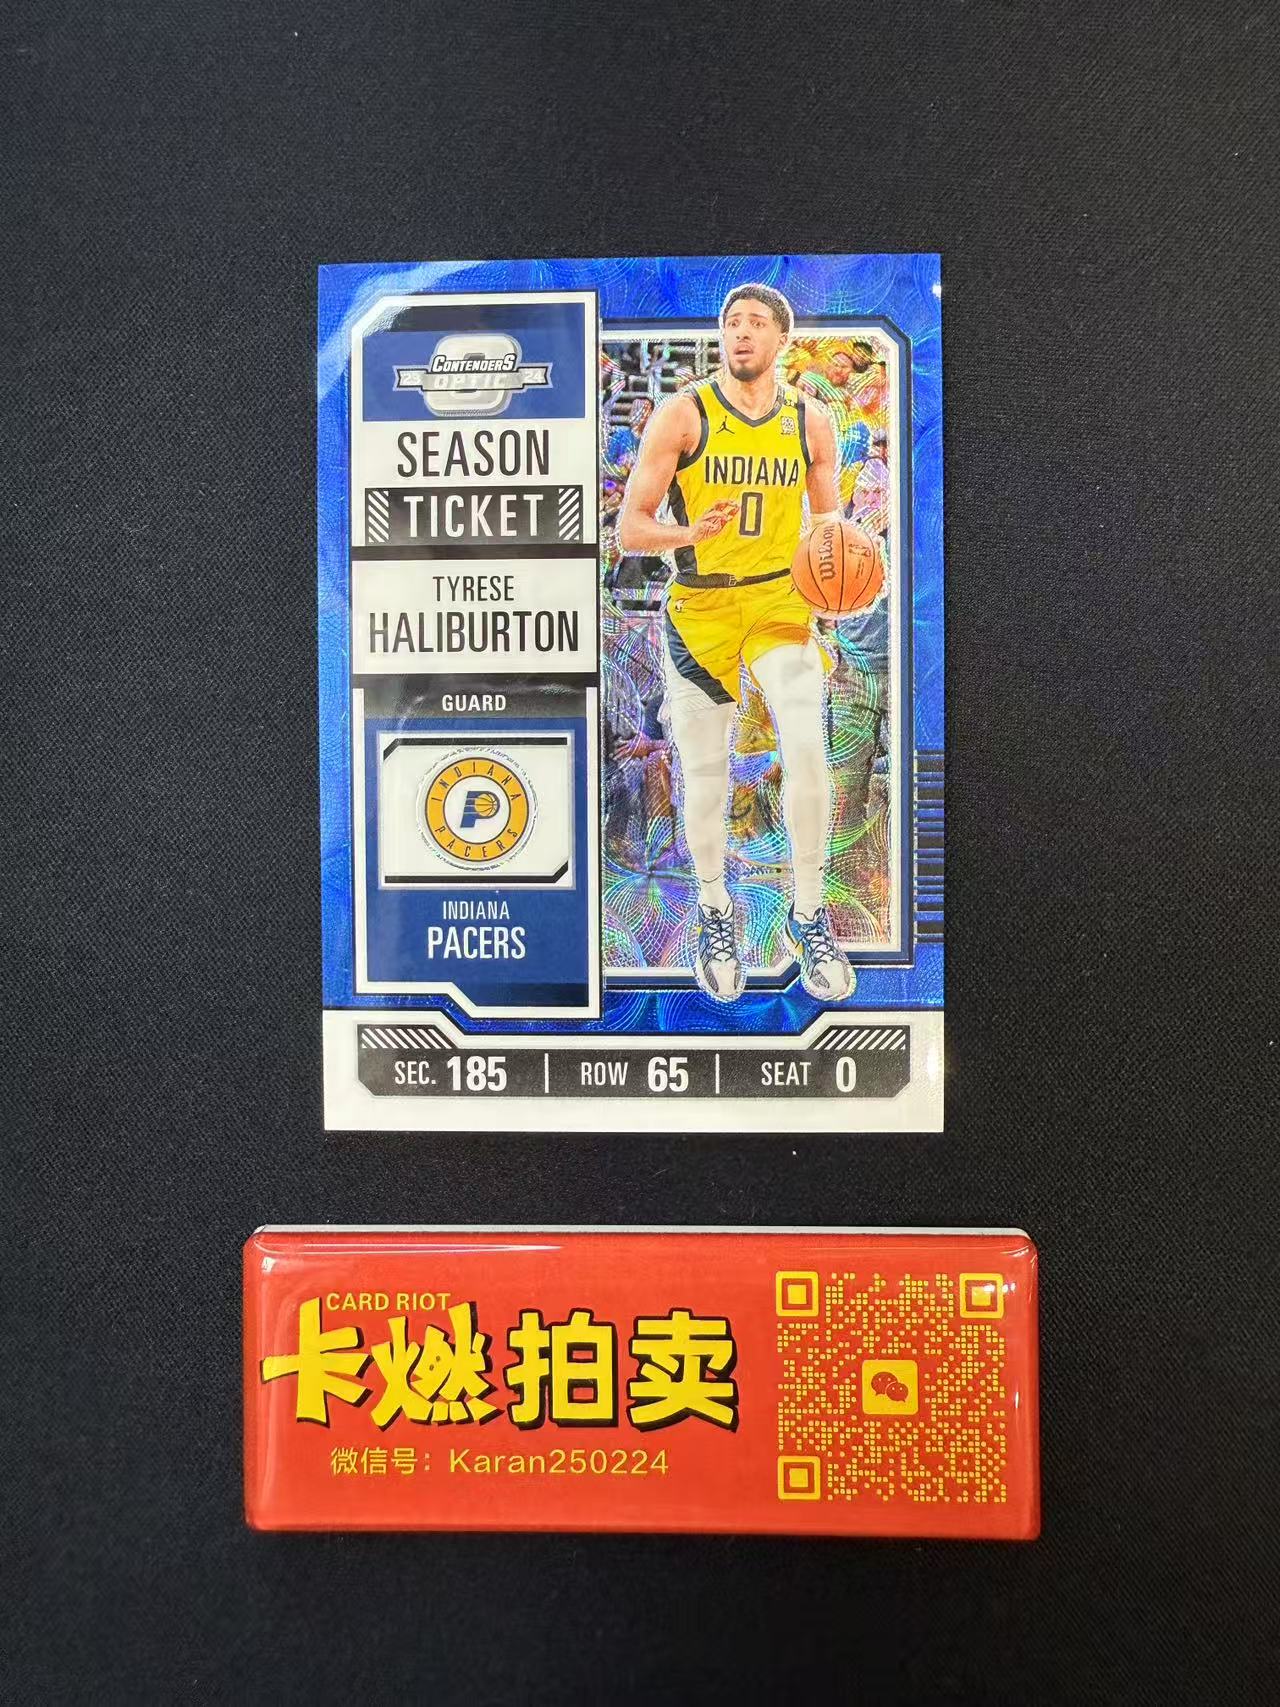 CONTENDERS
23 OPTIC 24
SEASON
TICKET
TYRESE
HALIBURTON
GUARD
INDIANA
PACERS
INDIANA
PACERS
INDIANA
0
Wilson
SEC. 185 | ROW 65 | SEAT 0
CARD RIOT
卡燃拍卖
微信号：Karan250224